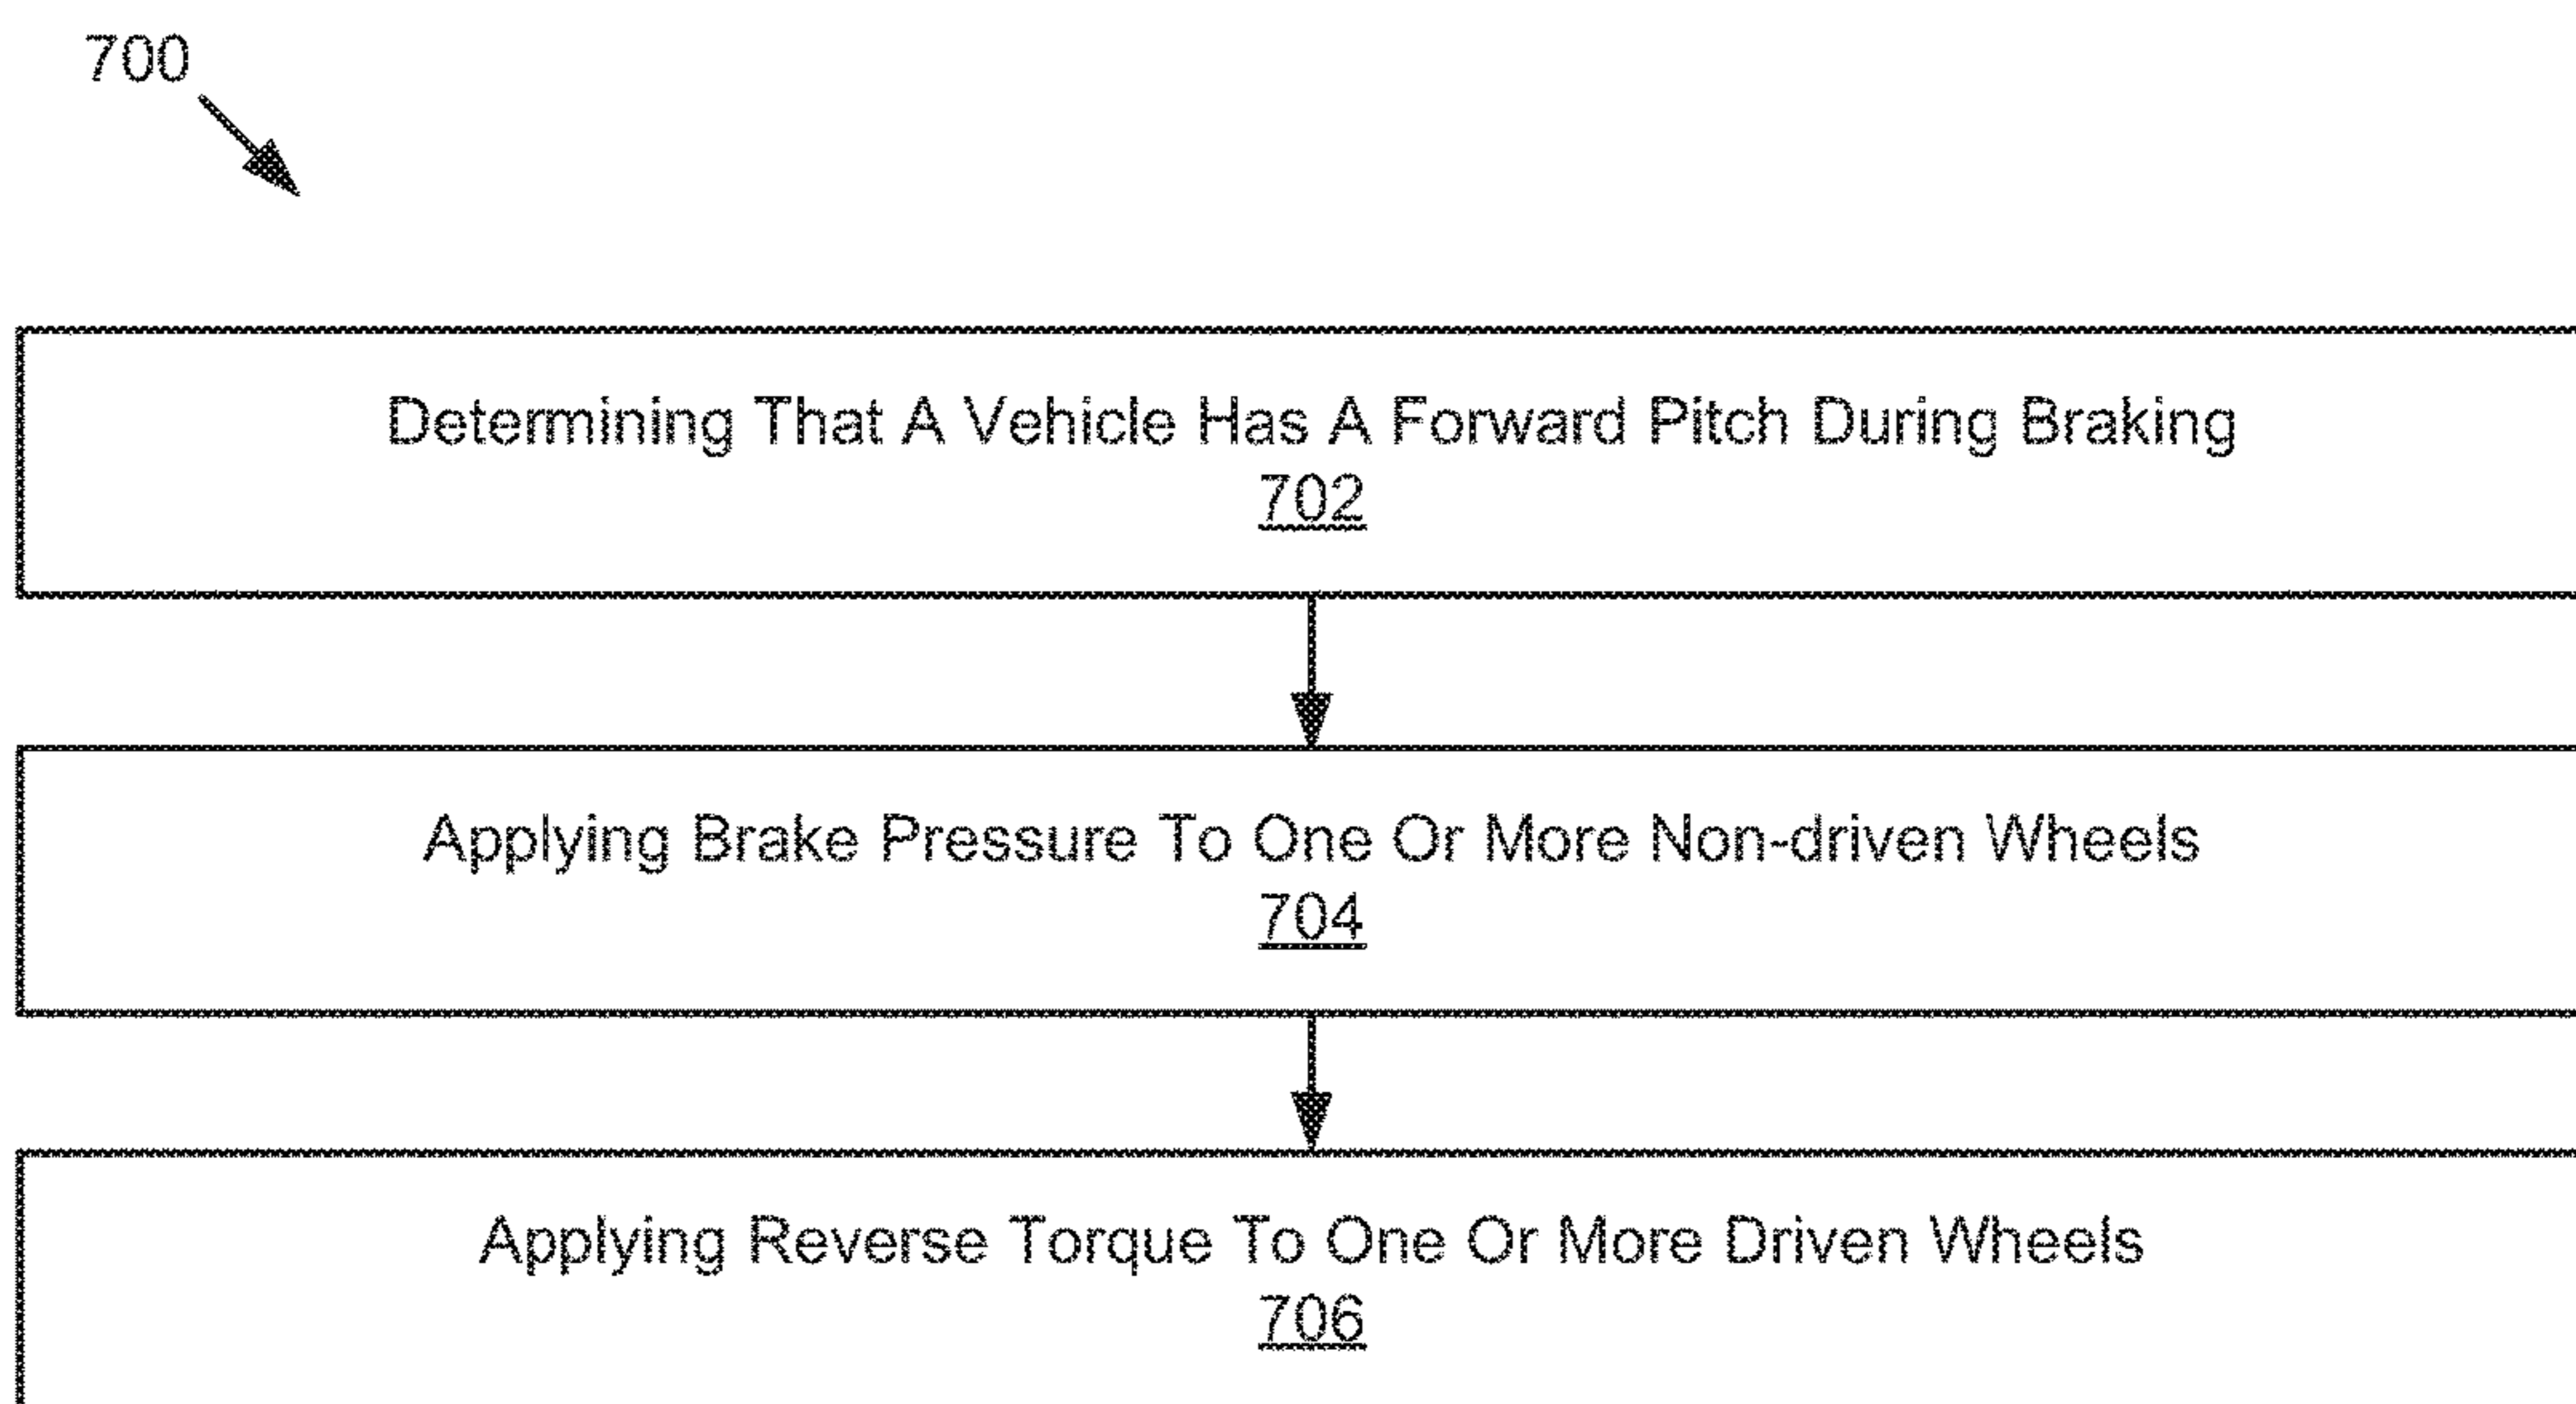 700
Determining That A Vehicle Has A Forward Pitch During Braking
702
Applying Brake Pressure To One Or More Non-driven Wheels
704
Applying Reverse Torque To One Or More Driven Wheels
706